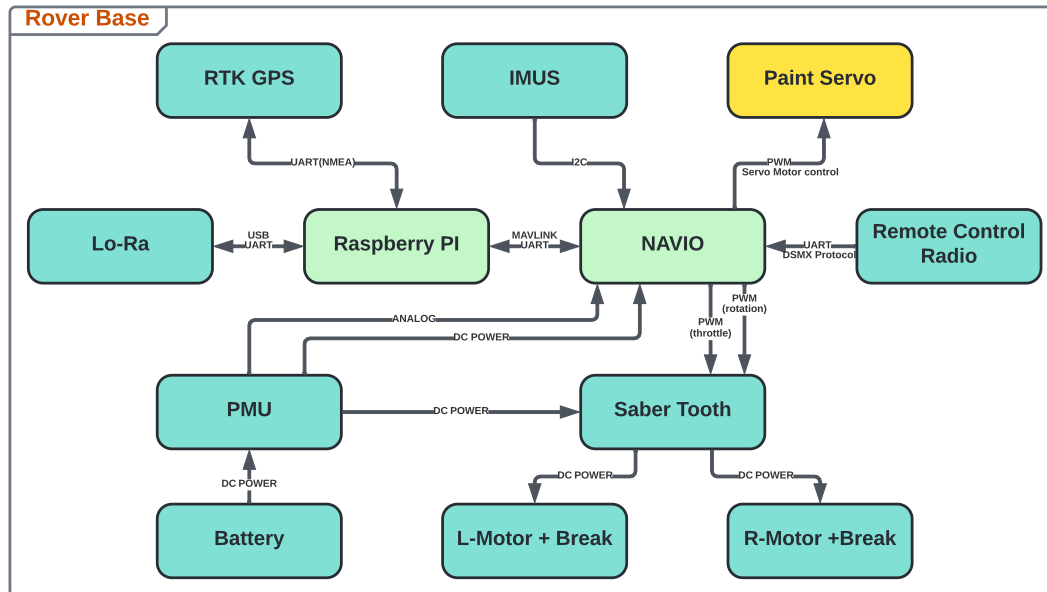 Rover Base
RTK GPS
IMUS
Paint Servo
UART(NMEA)
I2C
PWM
Servo Motor control
Lo-Ra
USB
UART
Raspberry PI
MAVLINK
UART
NAVIO
UART
DSMX Protocol
Remote Control
Radio
ANALOG
DC POWER
PWM
(throttle)
PWM
(rotation)
PMU
DC POWER
Saber Tooth
DC POWER
DC POWER
DC POWER
Battery
L-Motor + Break
R-Motor +Break